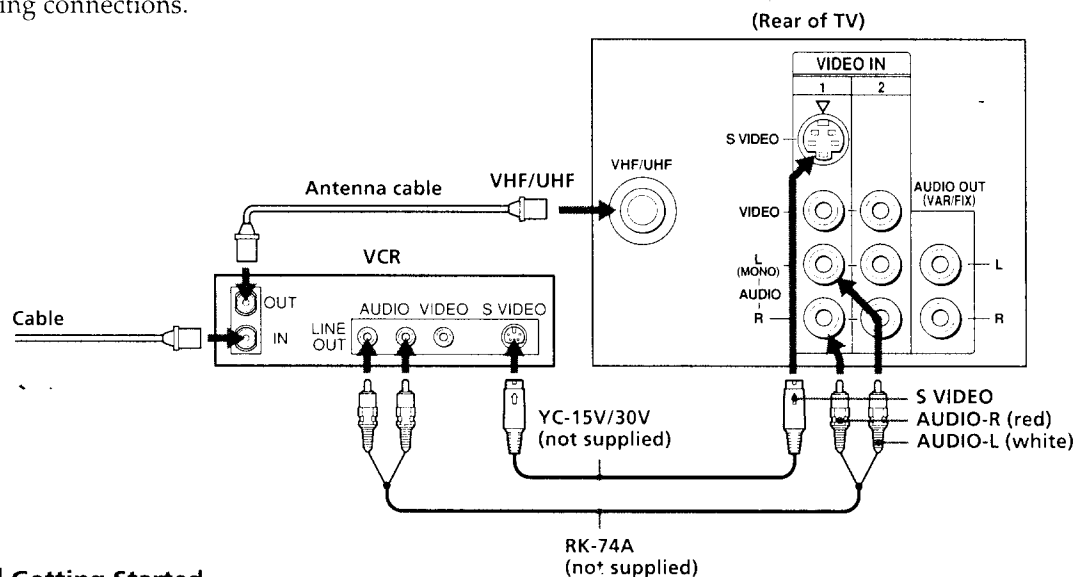 ing connections.
(Rear of TV)
VIDEO IN
1 2
S VIDEO
VHF/UHF
Antenna cable
VHF/UHF
AUDIO OUT
(VAR/FIX)
VIDEO
VCR
L
(MONO)
AUDIO
R
L
R
OUT
AUDIO VIDEO S VIDEO
Cable
IN
LINE
OUT
S VIDEO
YC-15V/30V
(not supplied)
AUDIO-R (red)
AUDIO-L (white)
RK-74A
(not supplied)
Getting Started